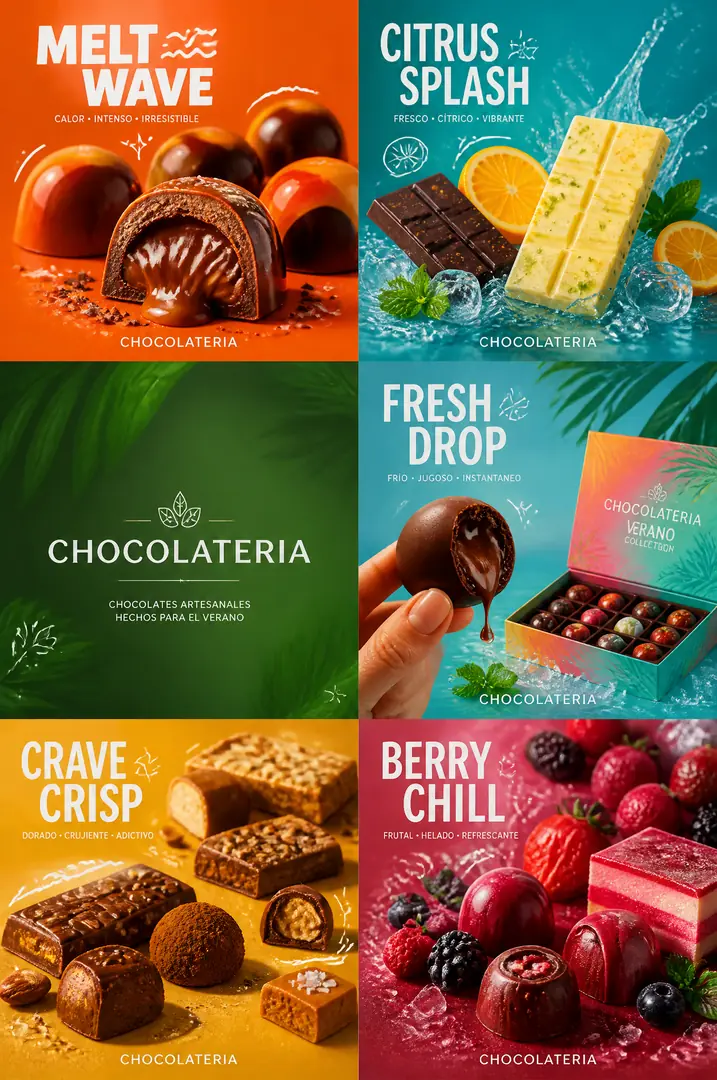 MELT
WAVE
CALOR • INTENSO • IRRESISTIBLE
CHOCOLATERIA
CITRUS
SPLASH
FRESCO • CÍTRICO • VIBRANTE
CHOCOLATERIA
CHOCOLATERIA
CHOCOLATES ARTESANALES
HECHOS PARA EL VERANO
FRESH
DROP
FRÍO • JUGOSO • INSTANTANEO
CHOCOLATERIA
VERANO
COLLECTION
CHOCOLATERIA
CRAVE
CRISP
DORADO • CRUJIENTE • ADICTIVO
CHOCOLATERIA
BERRY
CHILL
FRUTAL • HELADO • REFRESCANTE
CHOCOLATERIA